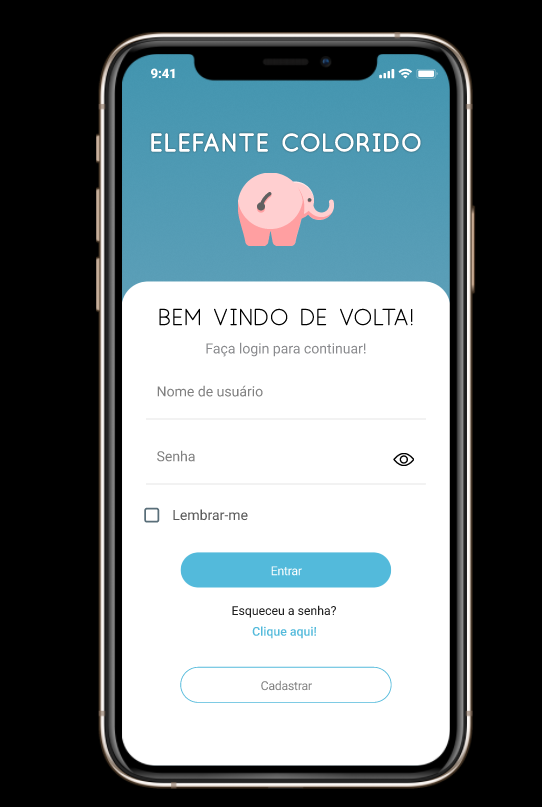 9:41
ELEFANTE COLORIDO
BEM VINDO DE VOLTA!
Faça login para continuar!
Nome de usuário
Senha
Lembrar-me
Entrar
Esqueceu a senha?
Clique aqui!
Cadastrar